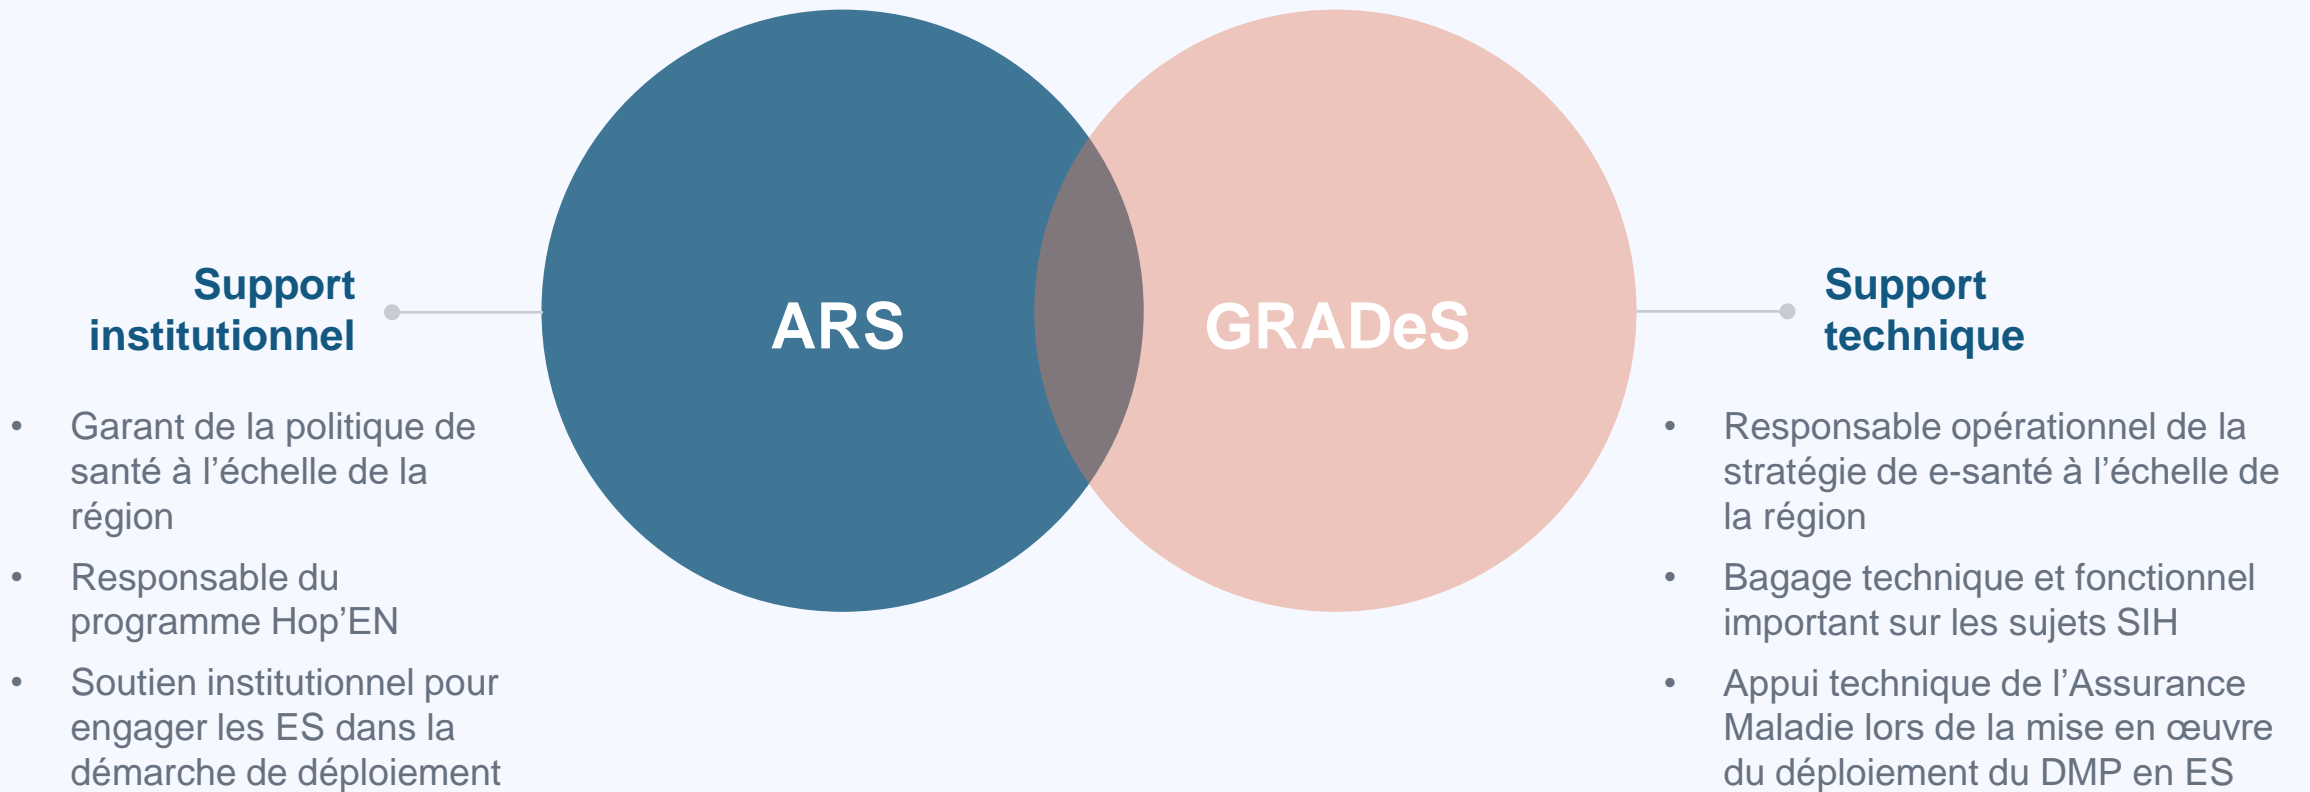 Support
institutionnel
ARS
GRADeS
Support
technique
• Garant de la politique de
santé à l’échelle de la
région
• Responsable du
programme Hop’EN
• Soutien institutionnel pour
engager les ES dans la
démarche de déploiement
• Responsable opérationnel de la
stratégie de e-santé à l’échelle de
la région
• Bagage technique et fonctionnel
important sur les sujets SIH
• Appui technique de l’Assurance
Maladie lors de la mise en œuvre
du déploiement du DMP en ES